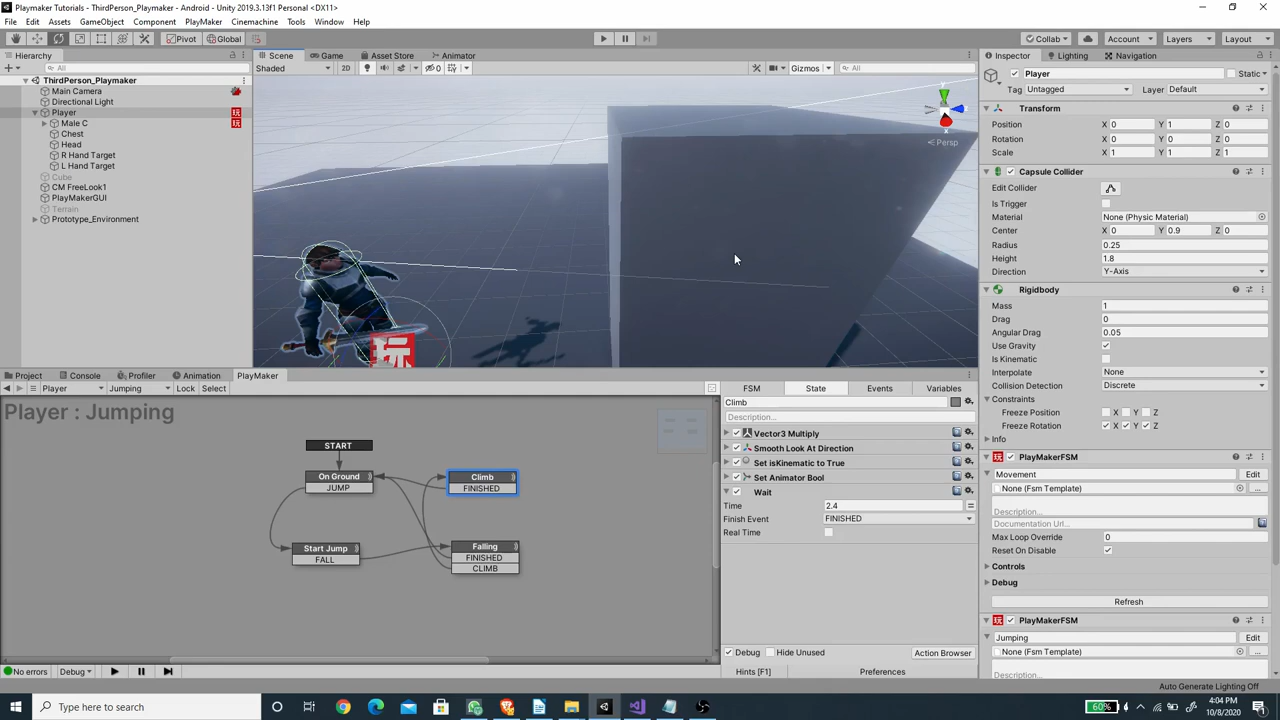 Playmaker Tutorials - ThirdPerson_Playmaker - Android - Unity 2019.3.13f1 Personal <DX11>
File Edit Assets GameObject Component PlayMaker Cinemachine Tools Window Help
Pivot Global Collab Account Layers Layout
Hierarchy Scene Game Asset Store Animator Inspector Lighting Navigation
All
Shaded 2D 0 Gizmos All
ThirdPerson_Playmaker
Main Camera
Directional Light
Player
Male C
Chest
Head
R Hand Target
L Hand Target
Cube
CM FreeLook1
PlayMakerGUI
Terrain
Prototype_Environment
x
Persp
玩
玩
玩
Player Static
Tag Untagged Layer Default
Transform
Position X 0 Y 1 Z 0
Rotation X 0 Y 0 Z 0
Scale X 1 Y 1 Z 1
Capsule Collider
Edit Collider
Is Trigger
Material None (Physic Material)
Center X 0 Y 0.9 Z 0
Radius 0.25
Height 1.8
Direction Y-Axis
Rigidbody
Mass 1
Drag 0
Angular Drag 0.05
Use Gravity
Is Kinematic
Interpolate None
Collision Detection Discrete
Constraints
Freeze Position X Y Z
Freeze Rotation X Y Z
Info
玩 PlayMakerFSM
Movement Edit
None (Fsm Template) ...
Description...
Documentation Url...
Max Loop Override 0
Reset On Disable
Controls
Debug
Refresh
玩 PlayMakerFSM
Jumping Edit
None (Fsm Template) ...
Description...
Project Console Profiler Animation PlayMaker
Player Jumping Lock Select
Player : Jumping
START
On Ground
JUMP
Climb
FINISHED
Start Jump
FALL
Falling
FINISHED
CLIMB
FSM State Events Variables
Climb
Description...
Vector3 Multiply
Smooth Look At Direction
Set isKinematic to True
Set Animator Bool
Wait
Time 2.4 =
Finish Event FINISHED
Real Time
Debug Hide Unused Action Browser
No errors Debug Hints [F1] Preferences
Auto Generate Lighting Off
Type here to search
60%
4:04 PM
10/8/2020